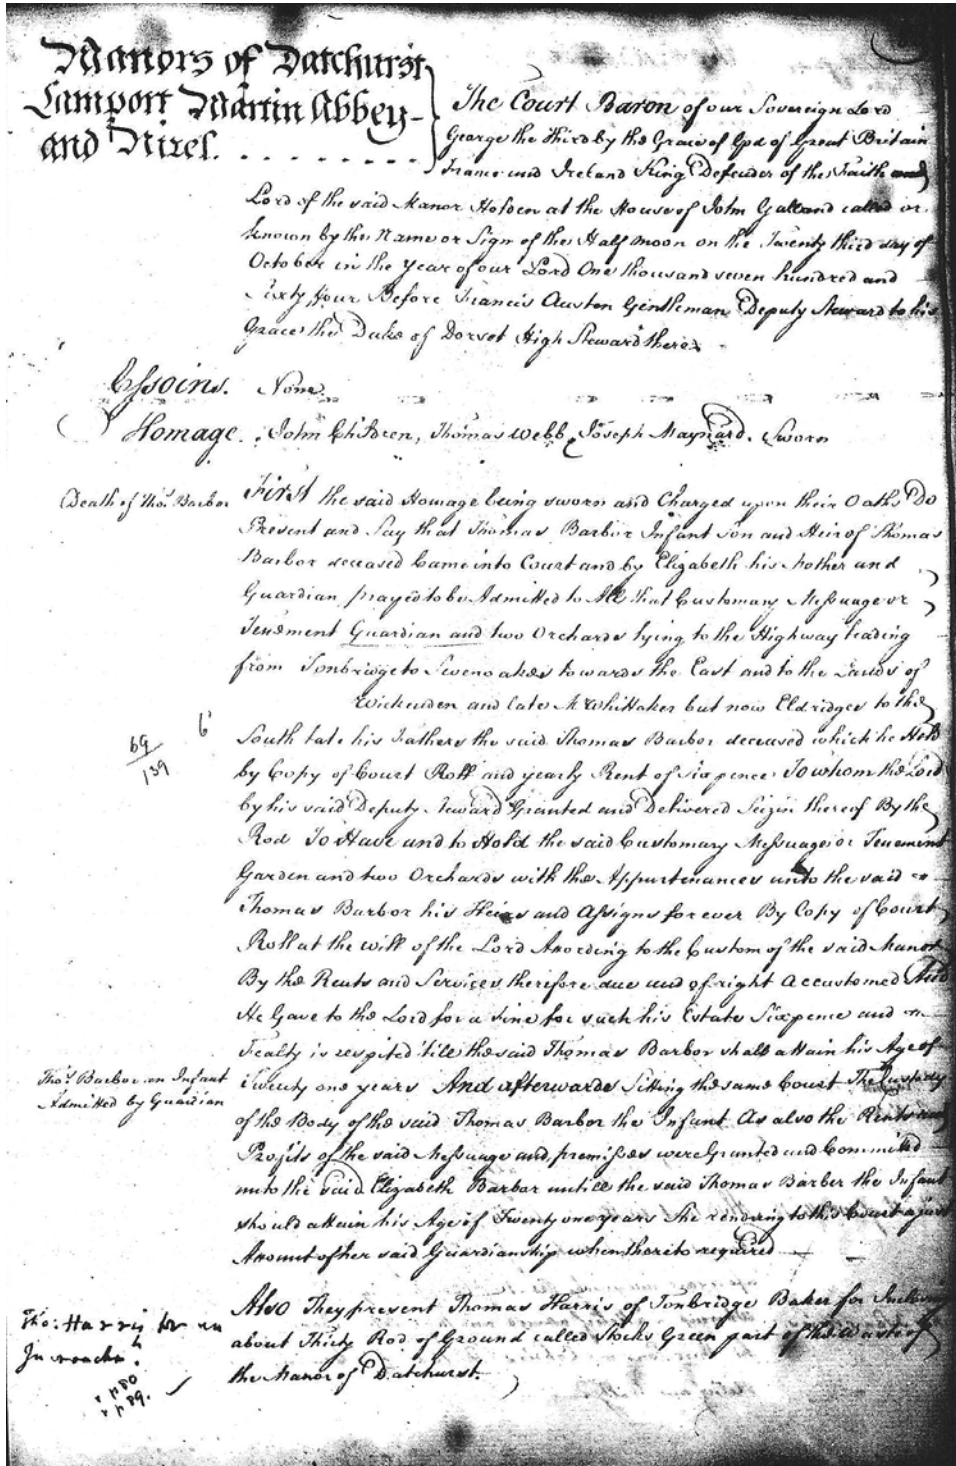 Manors of Datchurst
Lamport Martin Abbey-
and Nizel. . . . . . . . .
The Court Baron of our Sovereign Lord
George the Third by the Grace of God of Great Britain
France and Ireland King Defender of the Faith and
Lord of the said Manor Holden at the House of John Galland called or
known by the Name or Sign of the Half moon on the Twenty third day of
October in the year of our Lord One thousand seven hundred and
Sixty ffour Before Francis Austen Gentleman Deputy Steward to his
Grace the Duke of Dorset High Steward there
Essoins. None.
Homage. John Children, Thomas Webb, Joseph Maynard. Sworn
Death of Thos. Barbor
First the said Homage being sworn and Charged upon their Oaths Do
Present and Say that Thomas Barbor Infant son and Heir of Thomas
Barbor deceased Came into Court and by Elizabeth his Mother and
Guardian prayed to be Admitted to All that Customary Messuage or
Tenement Guardian and two Orchards lying to the Highway leading
from Tonbridge to Sevenoakes towards the East and to the Lands of
Wickenden and late Mr Whittaker but now Eldridges to the
69/139
6
South late his Fathers the said Thomas Barbor deceased which he Held
by Copy of Court Roll and yearly Rent of Sixpence To whom the Lord
by his said Deputy Steward Granted and Delivered Seizin thereof By the
Rod To Have and to Hold the said Customary Messuage or Tenement
Garden and two Orchards with the Appurtenances unto the said
Thomas Barbor his Heirs and Assigns for ever By Copy of Court
Roll at the will of the Lord According to the Custom of the said Manor
By the Rents and Services therefore due and of right accustomed And
He Gave to the Lord for a Fine for such his Estate Sixpence and
Fealty is respited 'till the said Thomas Barbor shall attain his Age of
Thos. Barbor an Infant
Admitted by Guardian
Twenty one years And afterwards Sitting the same Court The Custody
of the Body of the said Thomas Barbor the Infant As also the Rents and
Profits of the said Messuage and premisses were Granted and Committed
unto the said Elizabeth Barbor untill the said Thomas Barber the Infant
should attain his Age of Twenty one years She rendring to this Court a just
Account of her said Guardianship when thereto required
Also They present Thomas Harris of Tonbridge Baker for Inclosing
Tho: Harris for an
about Thirty Rod of Ground called Stocks Green part of the Waste of
Incroachmt.
the Manor of Datchurst.
p 80
p 89.